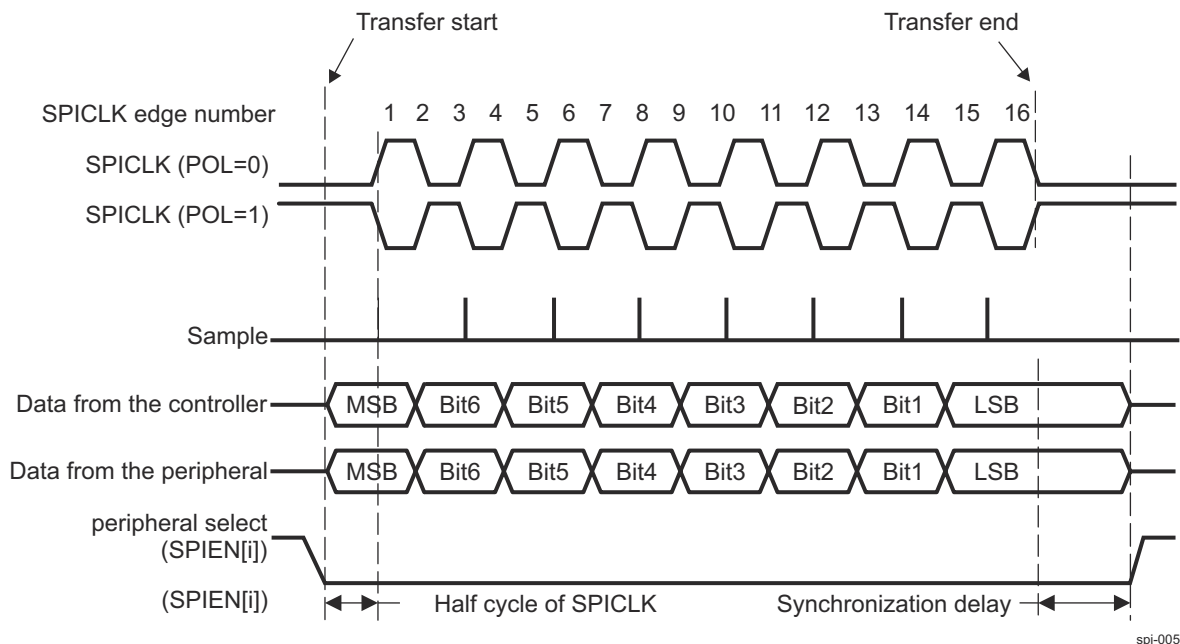 Transfer start
Transfer end
SPICLK edge number 1 2 3 4 5 6 7 8 9 10 11 12 13 14 15 16
SPICLK (POL=0)
SPICLK (POL=1)
Sample
Data from the controller MSB Bit6 Bit5 Bit4 Bit3 Bit2 Bit1 LSB
Data from the peripheral MSB Bit6 Bit5 Bit4 Bit3 Bit2 Bit1 LSB
peripheral select
(SPIEN[i])
(SPIEN[i]) Half cycle of SPICLK Synchronization delay
spi-005